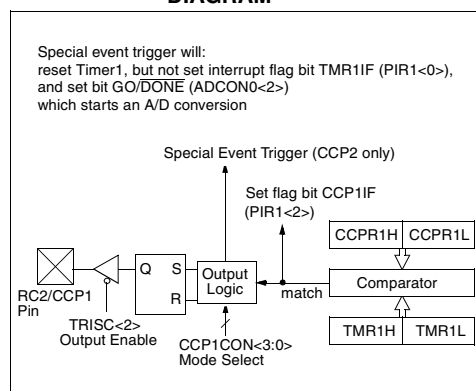 DIAGRAM
Special event trigger will:
reset Timer1, but not set interrupt flag bit TMR1IF (PIR1<0>),
and set bit GO/DONE (ADCON0<2>)
which starts an A/D conversion
Special Event Trigger (CCP2 only)
Set flag bit CCP1IF
(PIR1<2>)
CCPR1H CCPR1L
Q S Output
Logic
R
match
Comparator
RC2/CCP1
Pin
TRISC<2>
Output Enable
CCP1CON<3:0>
Mode Select
TMR1H TMR1L